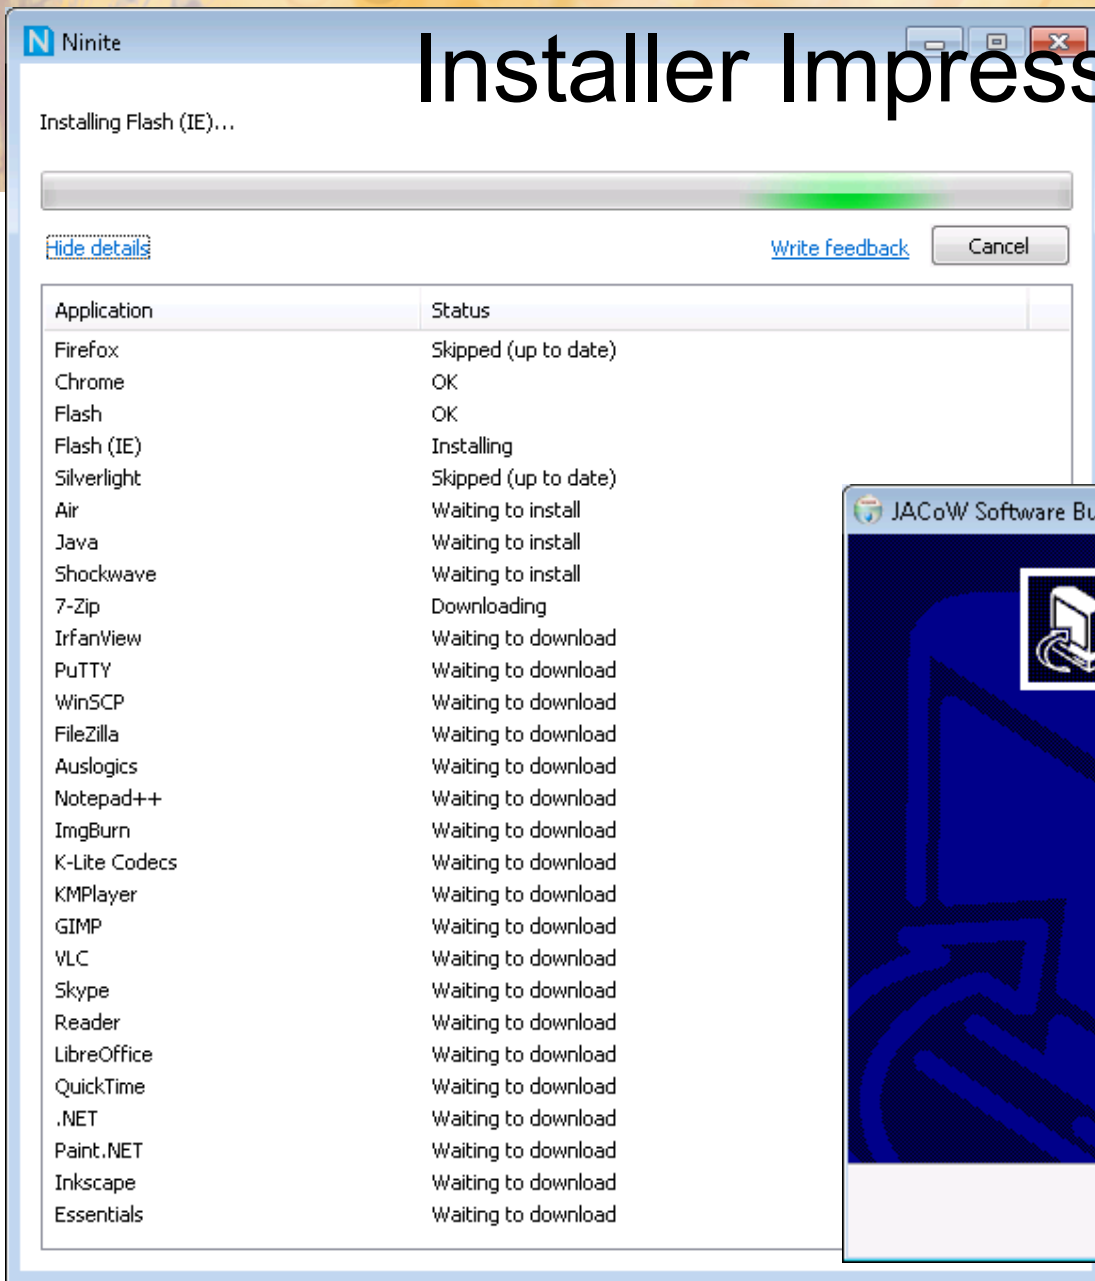 Ninite
Installer Impress
Installing Flash (IE)...
Hide details Write feedback Cancel
Application Status
Firefox Skipped (up to date)
Chrome OK
Flash OK
Flash (IE) Installing
Silverlight Skipped (up to date)
Air Waiting to install
Java Waiting to install
Shockwave Waiting to install
7-Zip Downloading
IrfanView Waiting to download
PuTTY Waiting to download
WinSCP Waiting to download
FileZilla Waiting to download
Auslogics Waiting to download
Notepad++ Waiting to download
ImgBurn Waiting to download
K-Lite Codecs Waiting to download
KMPlayer Waiting to download
GIMP Waiting to download
VLC Waiting to download
Skype Waiting to download
Reader Waiting to download
LibreOffice Waiting to download
QuickTime Waiting to download
.NET Waiting to download
Paint.NET Waiting to download
Inkscape Waiting to download
Essentials Waiting to download
JACoW Software Bu